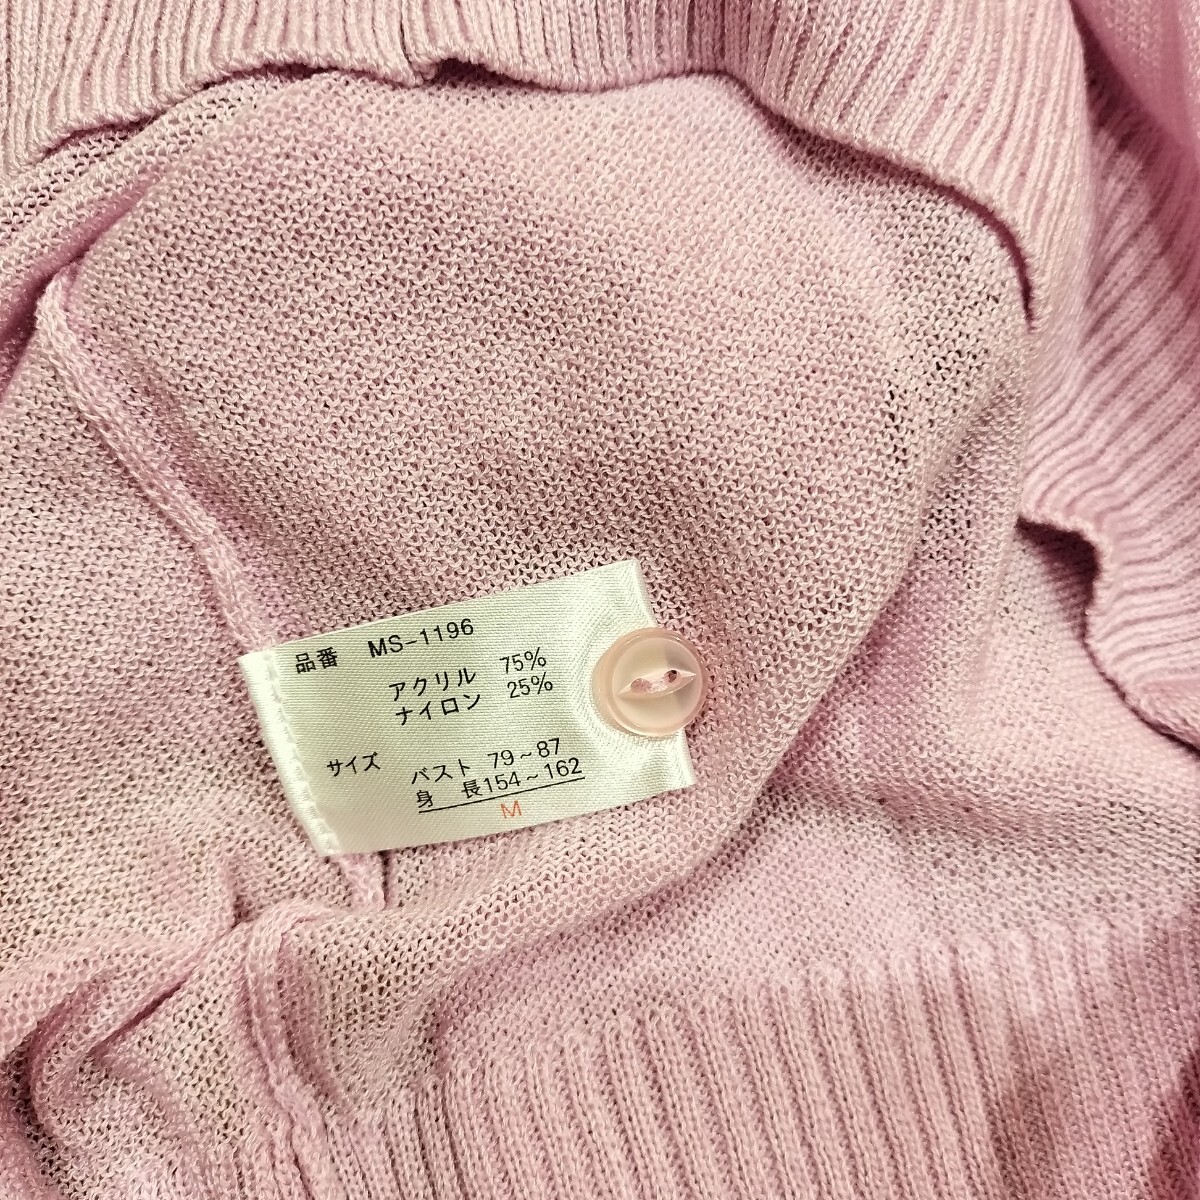 品番 MS-1196
アクリル 75%
ナイロン 25%
サイズ
バスト 79~87
身 長154~162
M